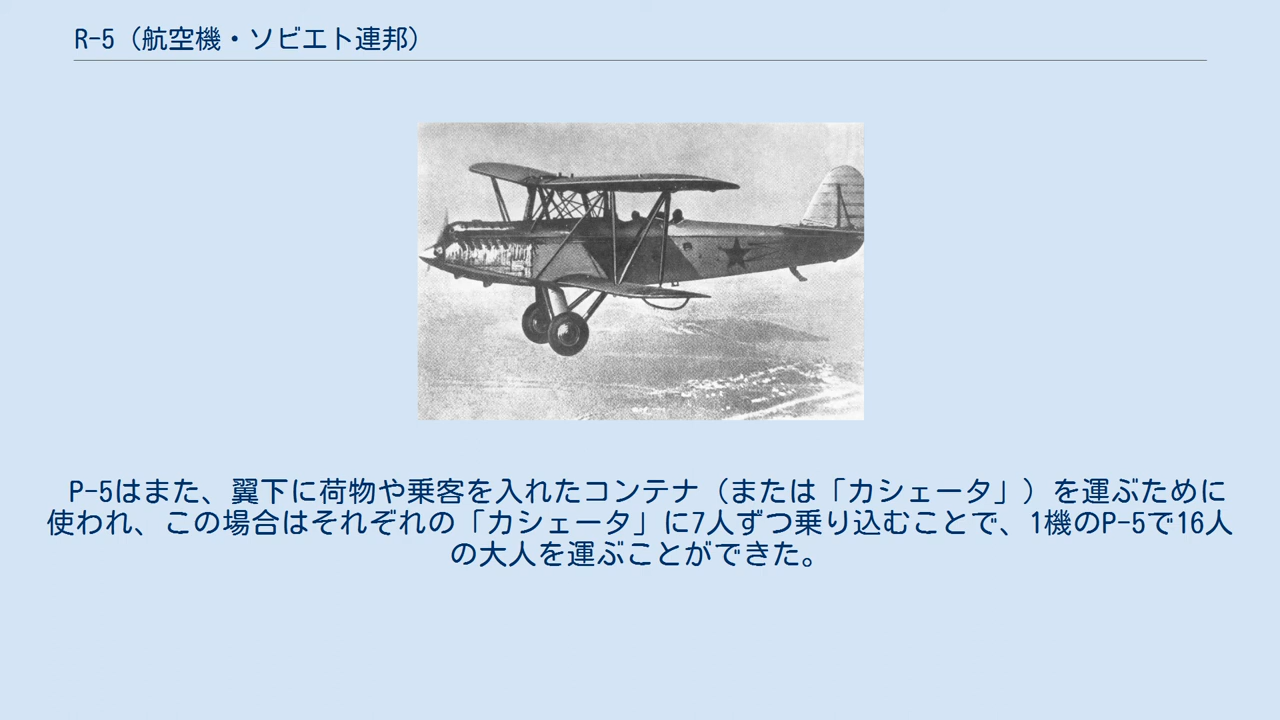 R-5（航空機・ソビエト連邦）
P-5はまた、翼下に荷物や乗客を入れたコンテナ（または「カシェータ」）を運ぶために
使われ、この場合はそれぞれの「カシェータ」に7人ずつ乗り込むことで、1機のP-5で16人
の大人を運ぶことができた。